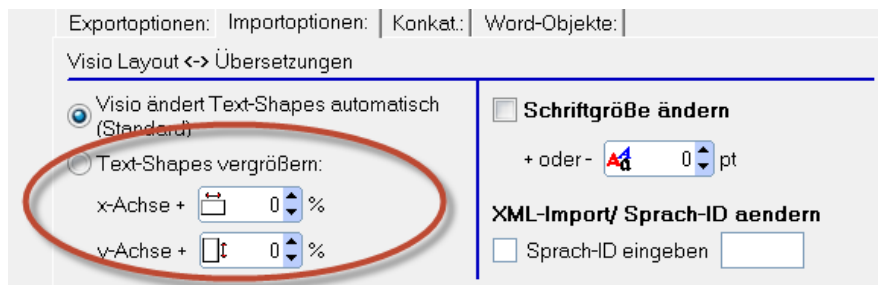 Exportoptionen: Importoptionen: Konkat.: Word-Objekte:
Visio Layout <-> Übersetzungen
Visio ändert Text-Shapes automatisch
(Standard)
Text-Shapes vergrößern:
x-Achse + 0 %
y-Achse + 0 %
Schriftgröße ändern
+ oder - 0 pt
XML-Import/ Sprach-ID aendern
Sprach-ID eingeben